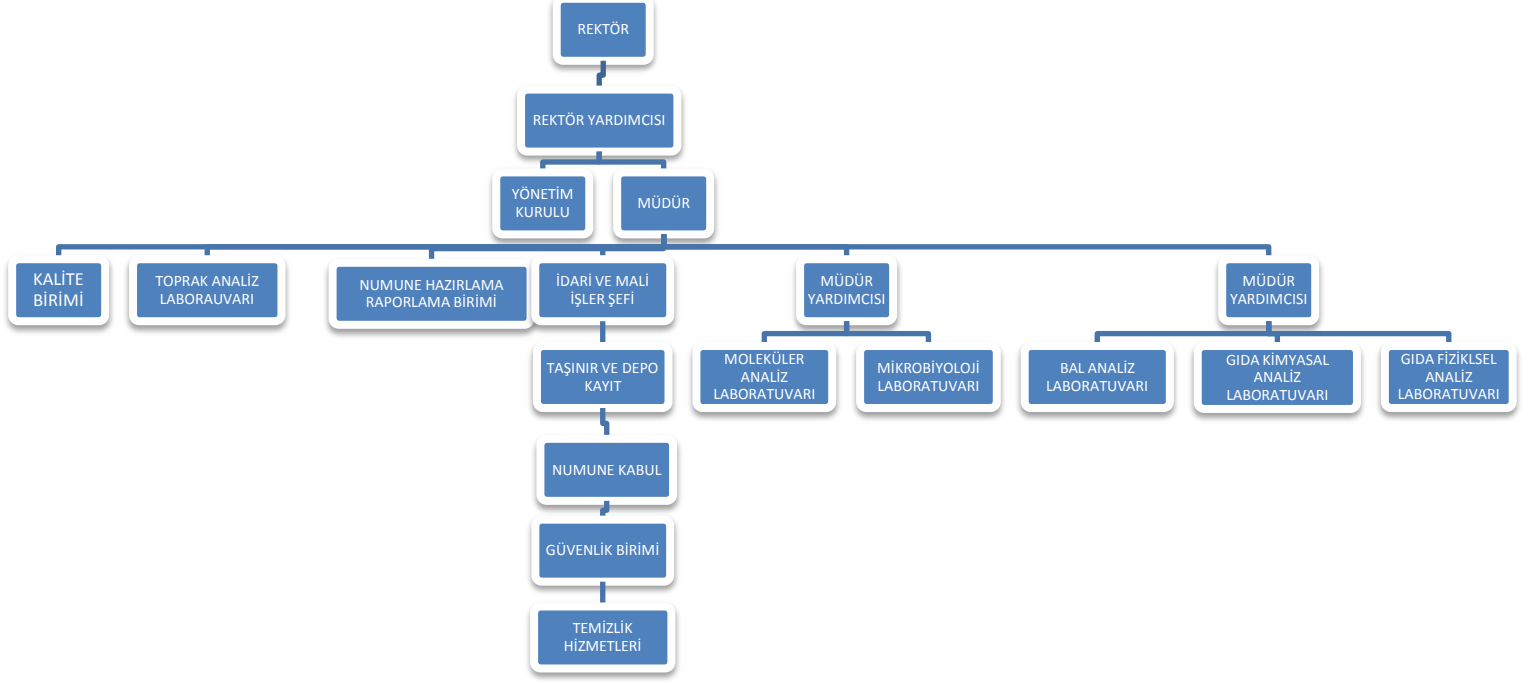 REKTÖR
REKTÖR YARDIMCISI
YÖNETİM
KURULU
MÜDÜR
KALİTE
BİRİMİ
TOPRAK ANALİZ
LABORAUVARI
NUMUNE HAZIRLAMA
RAPORLAMA BİRİMİ
İDARİ VE MALİ
İŞLER ŞEFİ
MÜDÜR
YARDIMCISI
MÜDÜR
YARDIMCISI
TAŞINIR VE DEPO
KAYIT
MOLEKÜLER
ANALİZ
LABORATUVARI
MİKROBİYOLOJİ
LABORATUVARI
BAL ANALİZ
LABORATUVARI
GIDA KİMYASAL
ANALİZ
LABORATUVARI
GIDA FİZİKLSEL
ANALİZ
LABORATUVARI
NUMUNE KABUL
GÜVENLİK BİRİMİ
TEMİZLİK
HİZMETLERİ